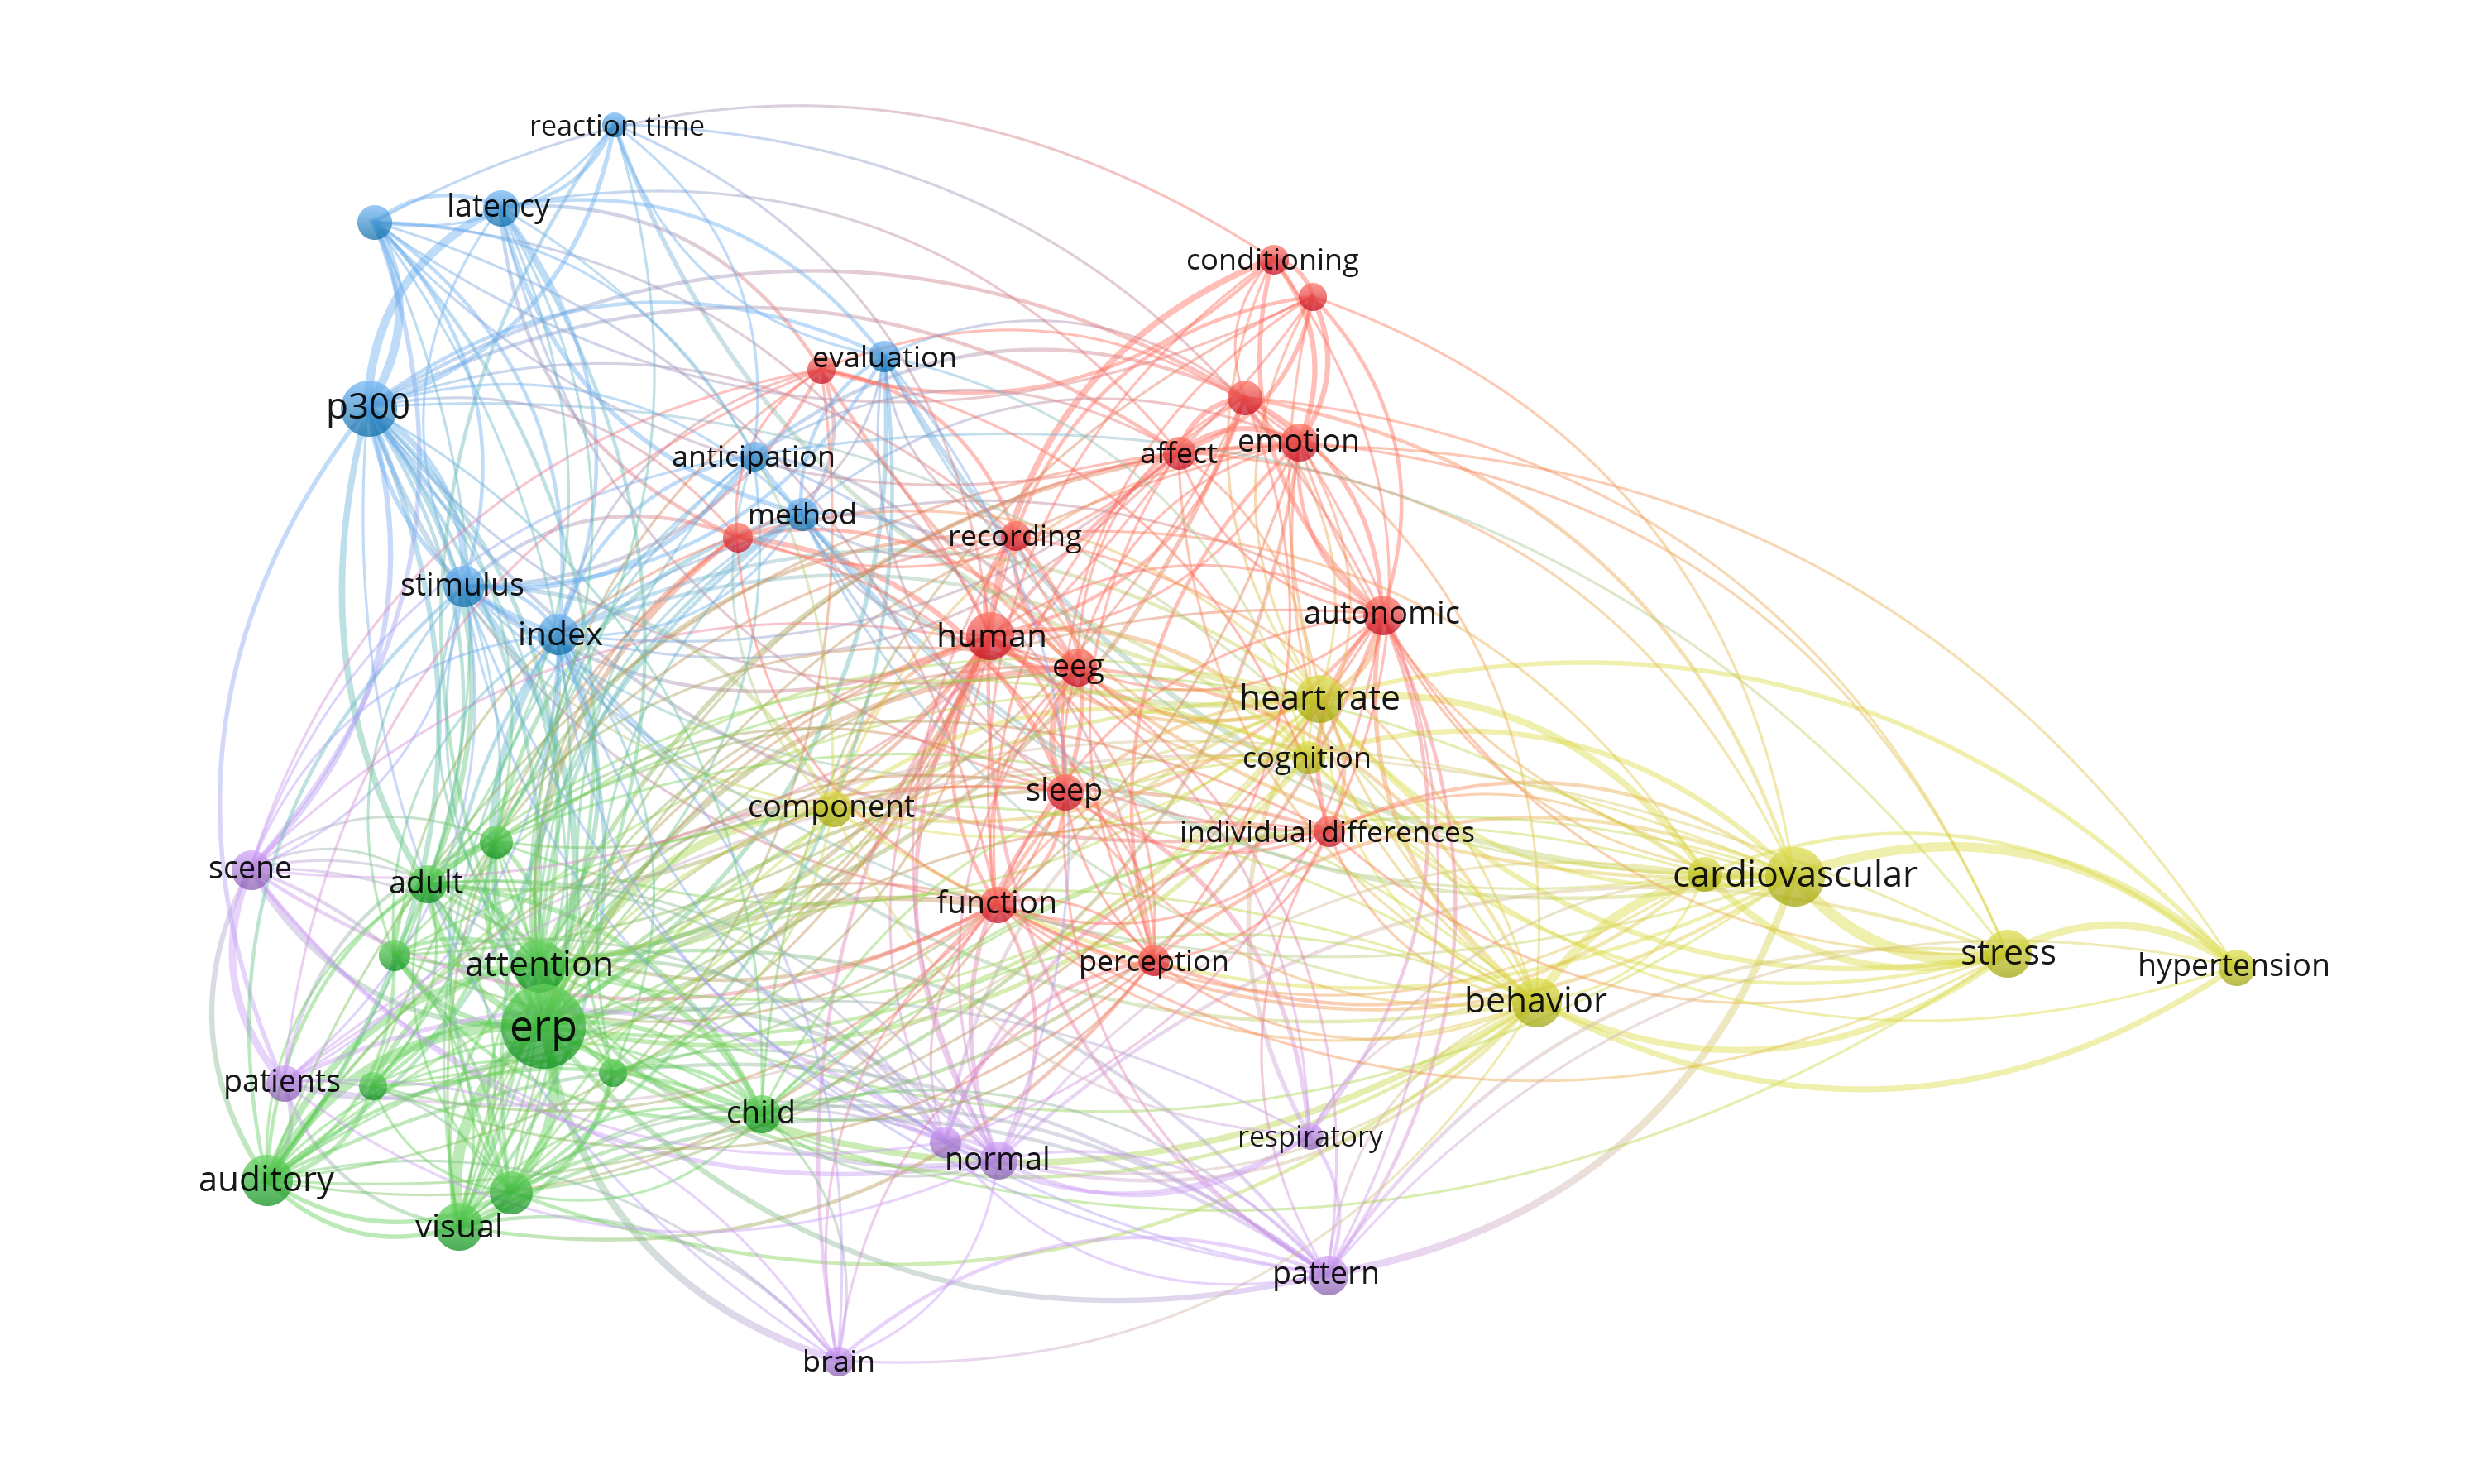 reaction time
latency
conditioning
evaluation
p300
emotion
affect
anticipation
method
recording
stimulus
autonomic
index
human
eeg
heart rate
cognition
sleep
component
individual differences
scene
cardiovascular
adult
function
stress
attention
perception
hypertension
behavior
erp
patients
child
respiratory
normal
auditory
visual
pattern
brain